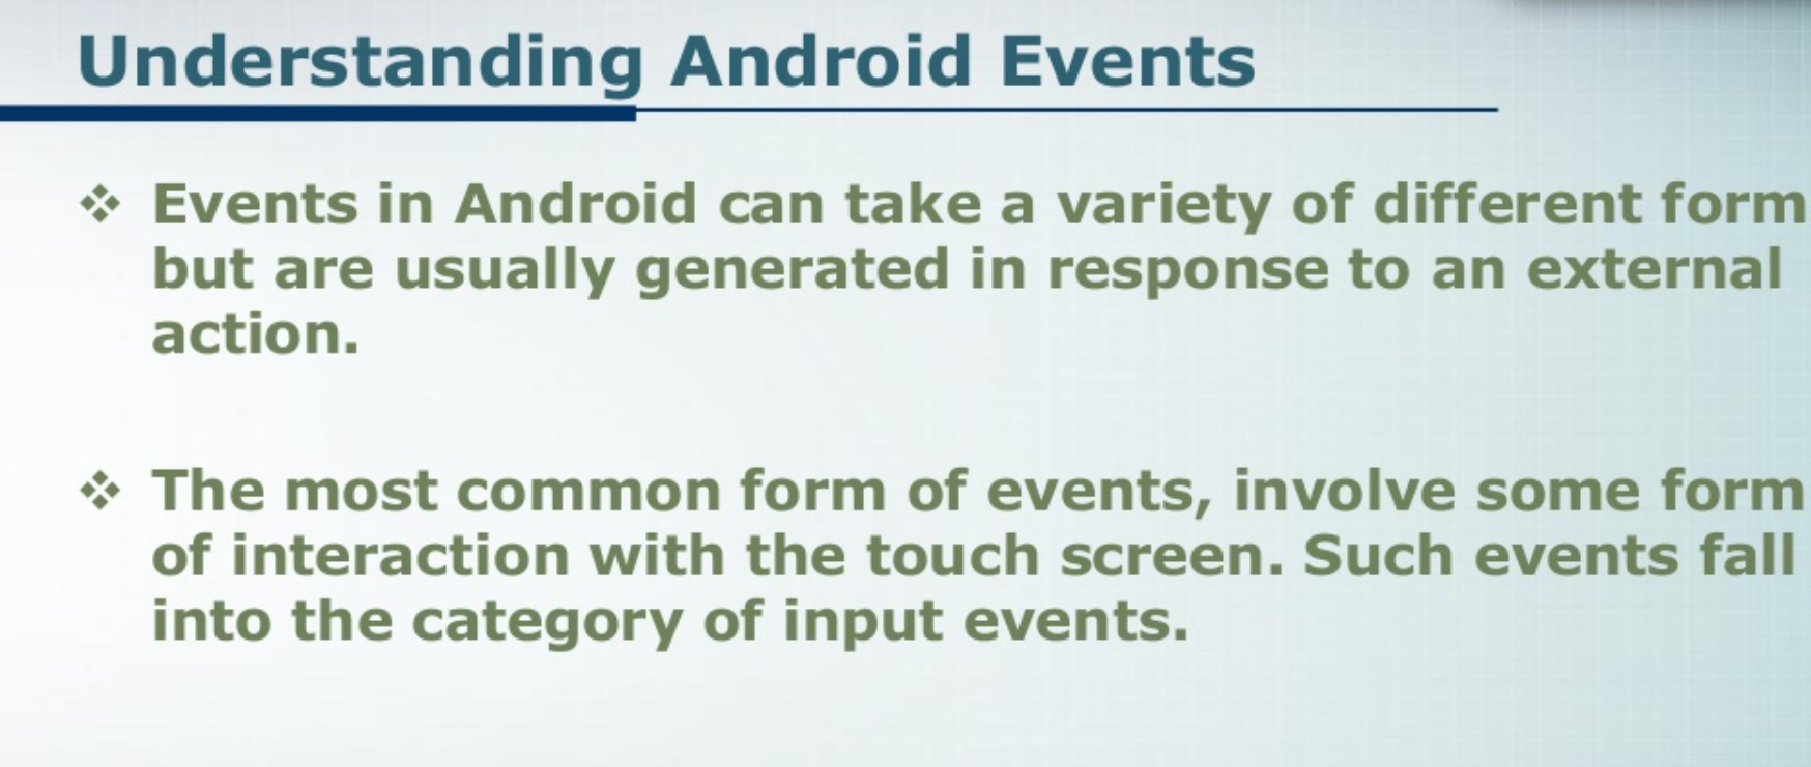 Understanding Android Events
Events in Android can take a variety of different form
but are usually generated in response to an external
action.
The most common form of events, involve some form
of interaction with the touch screen. Such events fall
into the category of input events.